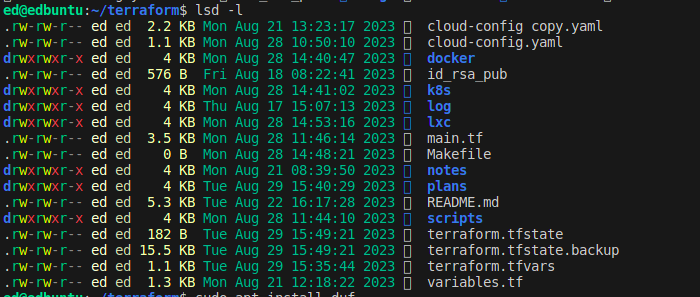 ed@edbuntu:~/terraform$ lsd -l
.rw-rw-r-- ed ed 2.2 KB Mon Aug 21 13:23:17 2023 cloud-config copy.yaml
.rw-rw-r-- ed ed 1.1 KB Mon Aug 28 10:50:10 2023 cloud-config.yaml
drwxrwxr-x ed ed 4 KB Mon Aug 28 14:40:47 2023 docker
.rw-rw-r-- ed ed 576 B Fri Aug 18 08:22:41 2023 id_rsa_pub
drwxrwxr-x ed ed 4 KB Mon Aug 28 14:41:02 2023 k8s
drwxrwxr-x ed ed 4 KB Thu Aug 17 15:07:13 2023 log
drwxrwxr-x ed ed 4 KB Mon Aug 28 14:53:16 2023 lxc
.rw-rw-r-- ed ed 3.5 KB Mon Aug 28 11:46:14 2023 main.tf
.rw-rw-r-- ed ed 0 B Mon Aug 28 14:48:21 2023 Makefile
drwxrwxr-x ed ed 4 KB Mon Aug 21 08:39:50 2023 notes
drwxrwxr-x ed ed 4 KB Tue Aug 29 15:40:29 2023 plans
.rw-rw-r-- ed ed 5.3 KB Tue Aug 22 16:17:28 2023 README.md
drwxrwxr-x ed ed 4 KB Mon Aug 28 11:44:10 2023 scripts
.rw-rw-r-- ed ed 182 B Tue Aug 29 15:49:21 2023 terraform.tfstate
.rw-rw-r-- ed ed 15.5 KB Tue Aug 29 15:49:21 2023 terraform.tfstate.backup
.rw-rw-r-- ed ed 1.1 KB Tue Aug 29 15:35:44 2023 terraform.tfvars
.rw-rw-r-- ed ed 1.3 KB Mon Aug 21 12:18:22 2023 variables.tf
ed@edbuntu:~/terraform$ sudo apt install duf